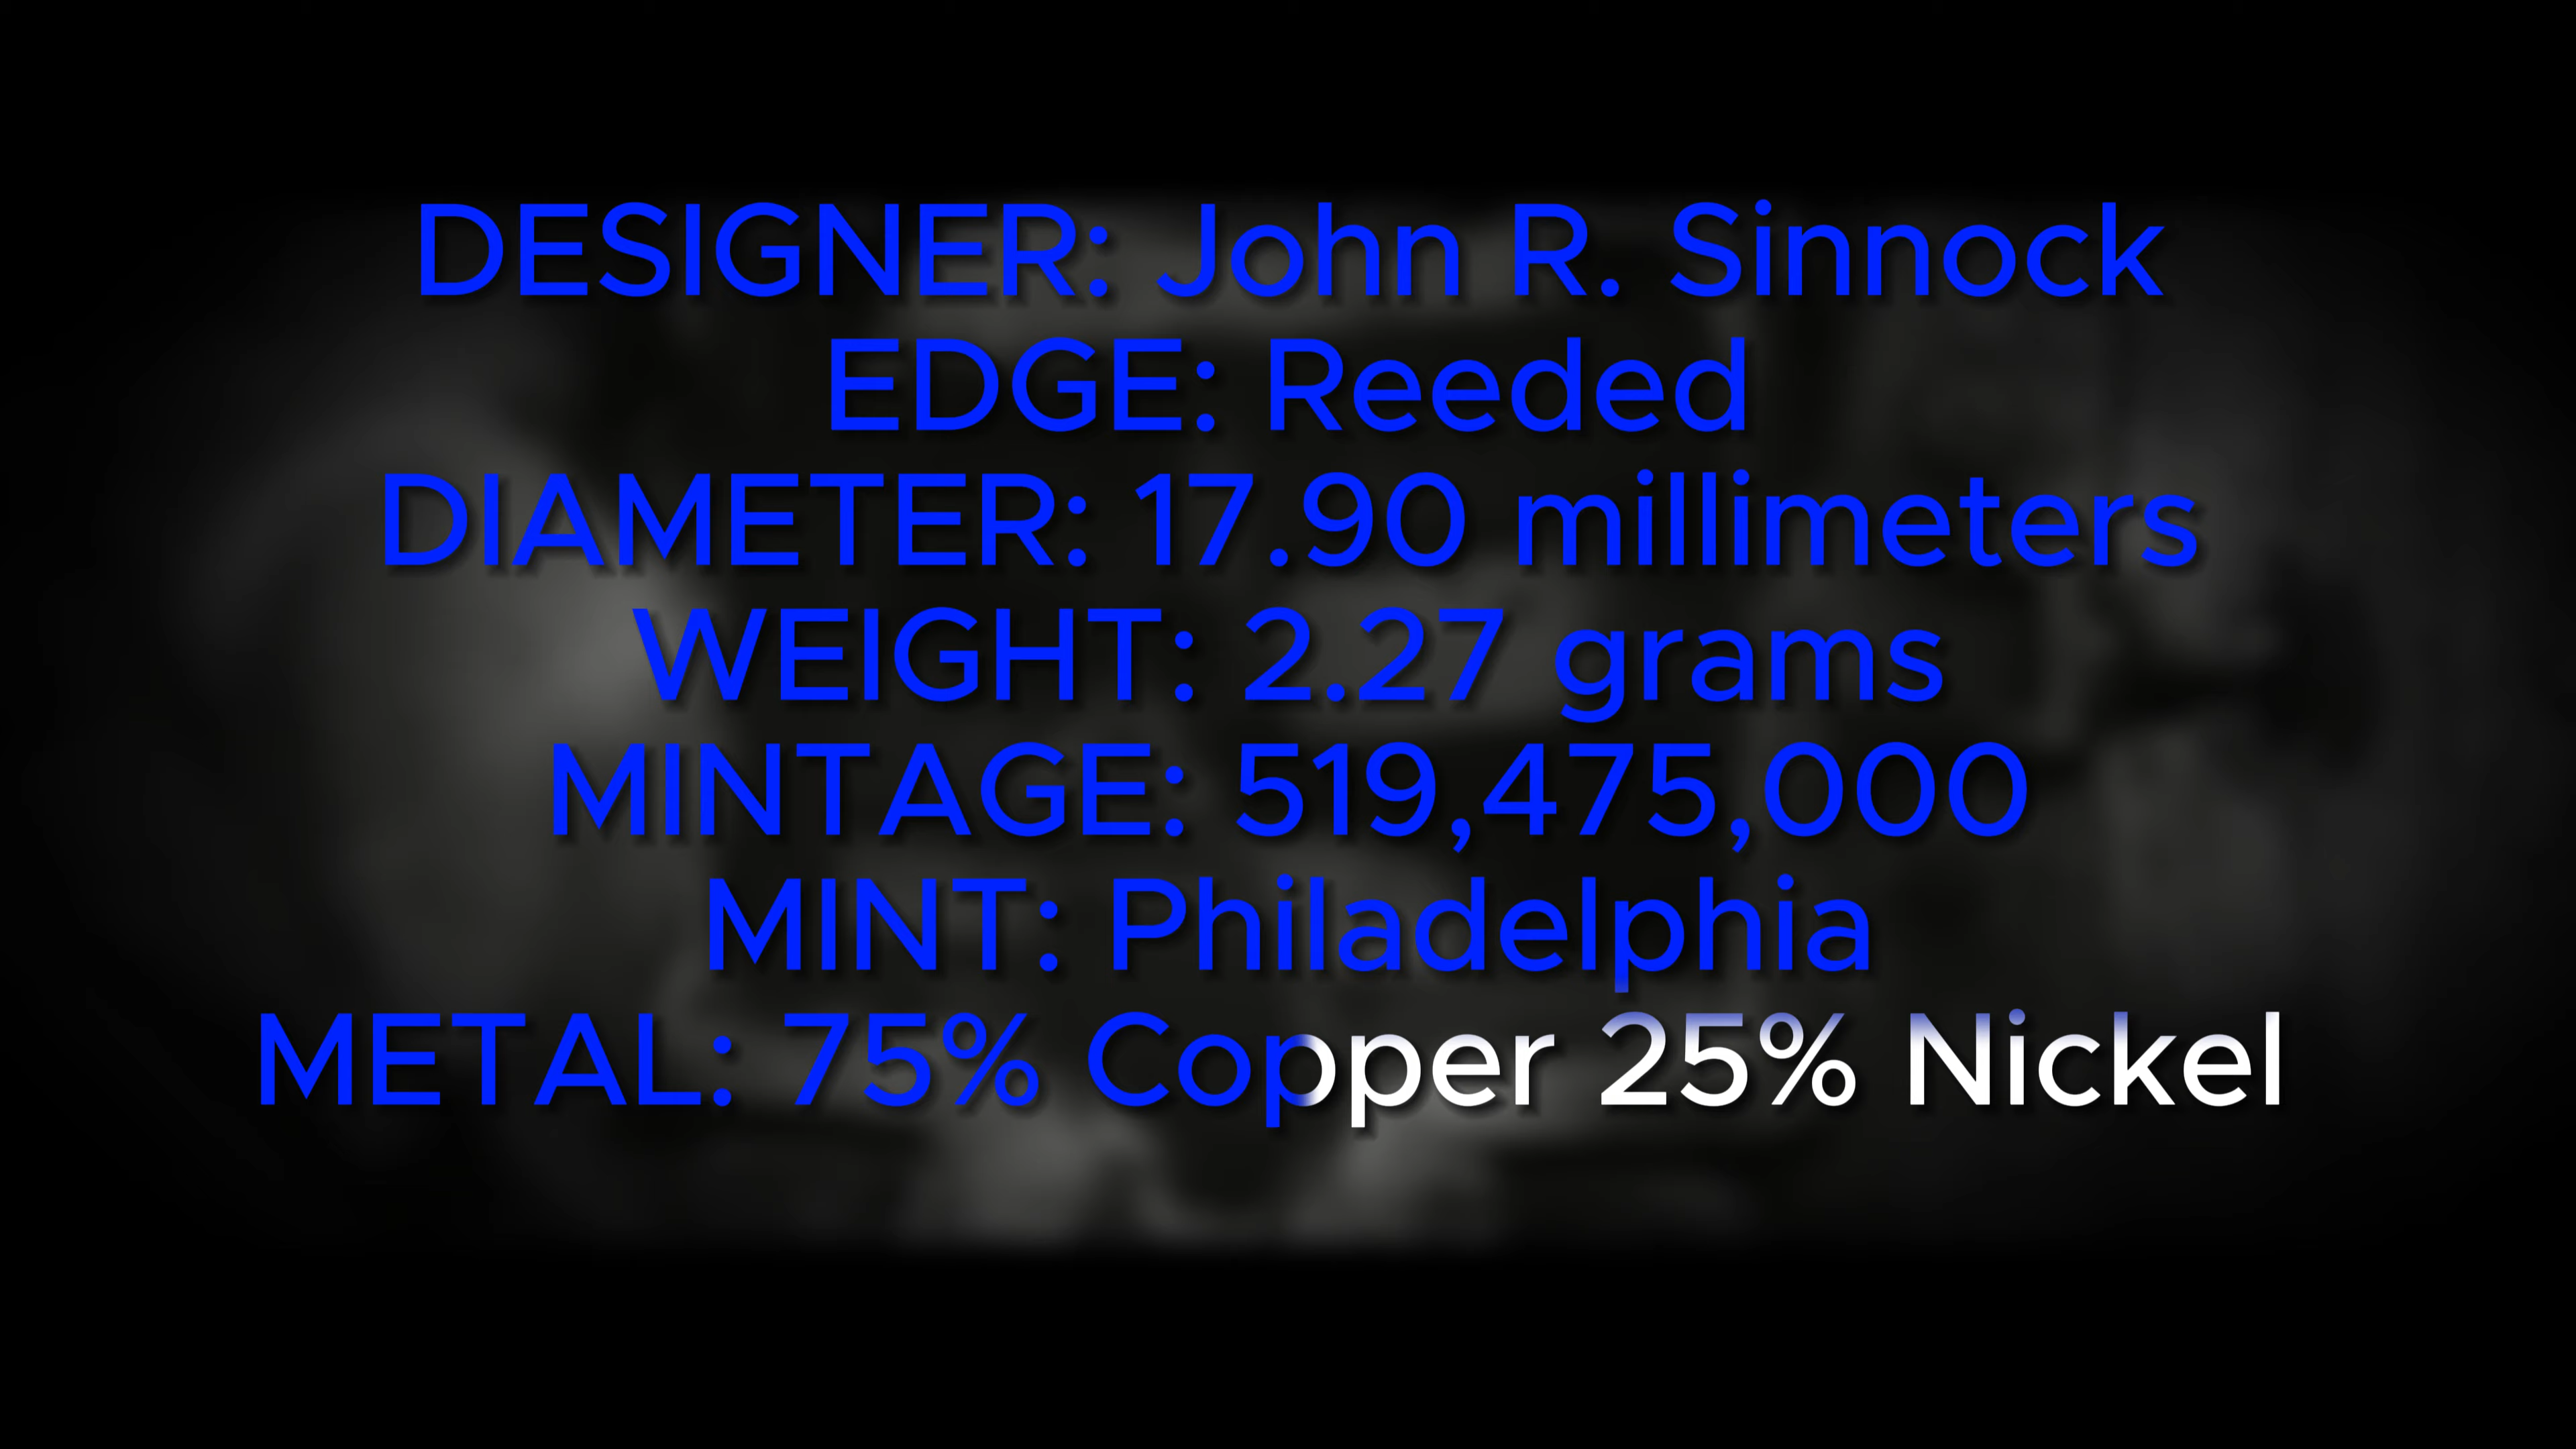 DESIGNER: John R. Sinnock
EDGE: Reeded
DIAMETER: 17.90 millimeters
WEIGHT: 2.27 grams
MINTAGE: 519,475,000
MINT: Philadelphia
METAL: 75% Copper 25% Nickel